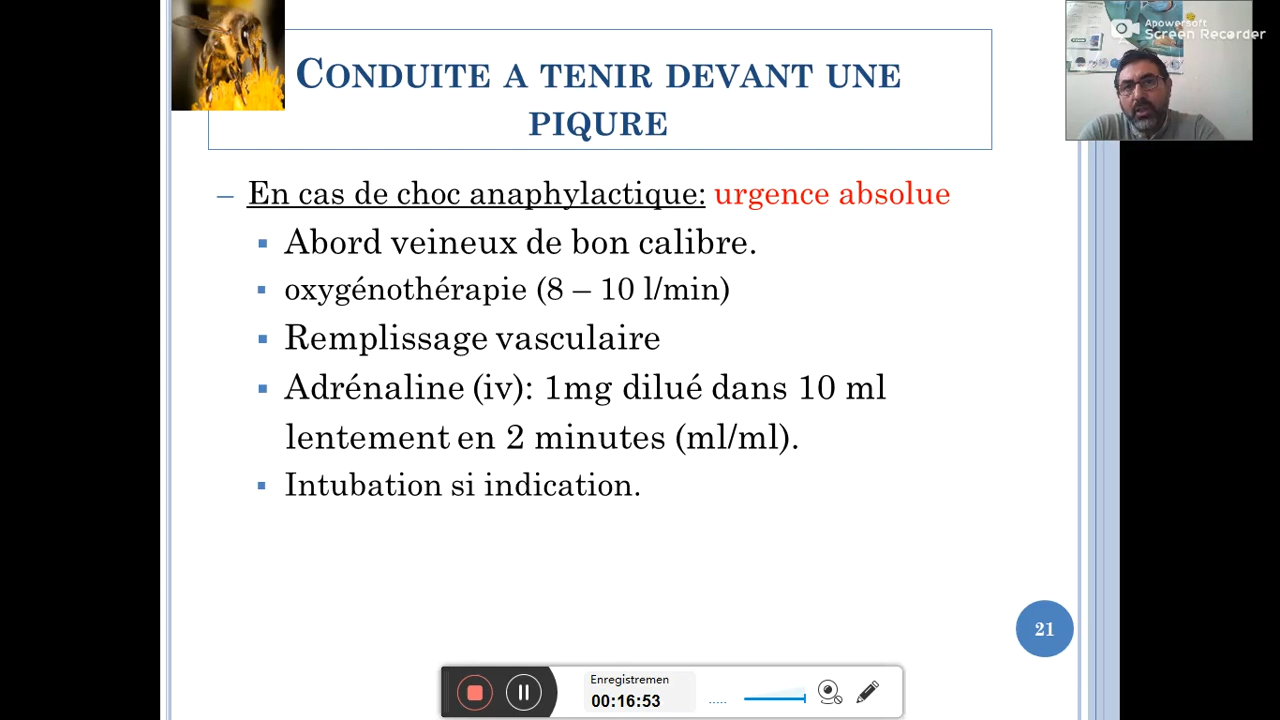 Apowersoft
Screen Recorder
CONDUITE A TENIR DEVANT UNE
PIQURE
– En cas de choc anaphylactique: urgence absolue
▪ Abord veineux de bon calibre.
▪ oxygénothérapie (8 – 10 l/min)
▪ Remplissage vasculaire
▪ Adrénaline (iv): 1mg dilué dans 10 ml
lentement en 2 minutes (ml/ml).
▪ Intubation si indication.
21
Enregistremen
00:16:53